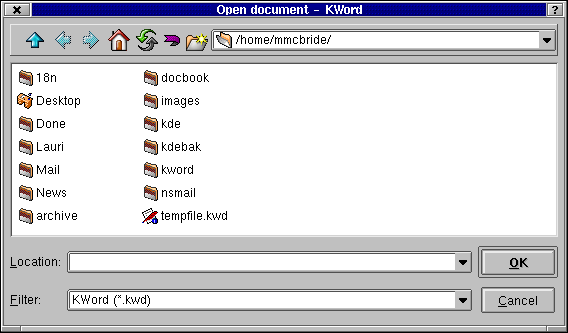 Open document - KWord
/home/mmcbride/
18n docbook
Desktop images
Done kde
Lauri kdebak
Mail kword
News nsmail
archive tempfile.kwd
Location: OK
Filter: KWord (*.kwd) Cancel